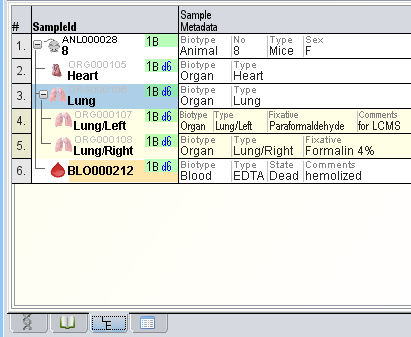 Sample
# SampleId Metadata
ANL000028 1B Biotype No Type Sex
1. 8 Animal 8 Mice F
ORG000105 1B d6 Biotype Type
2. Heart Organ Heart
1B d6 Biotype Type
3. Lung Organ Lung
ORG000107 1B d6 Biotype Type Fixative Comments
4. Lung/Left Organ Lung/Left Paraformaldehyde for LCMS
ORG000108 1B d6 Biotype Type Fixative
5. Lung/Right Organ Lung/Right Formalin 4%
1B d6 Biotype Type State Comments
6. BLO000212 Blood EDTA Dead hemolized